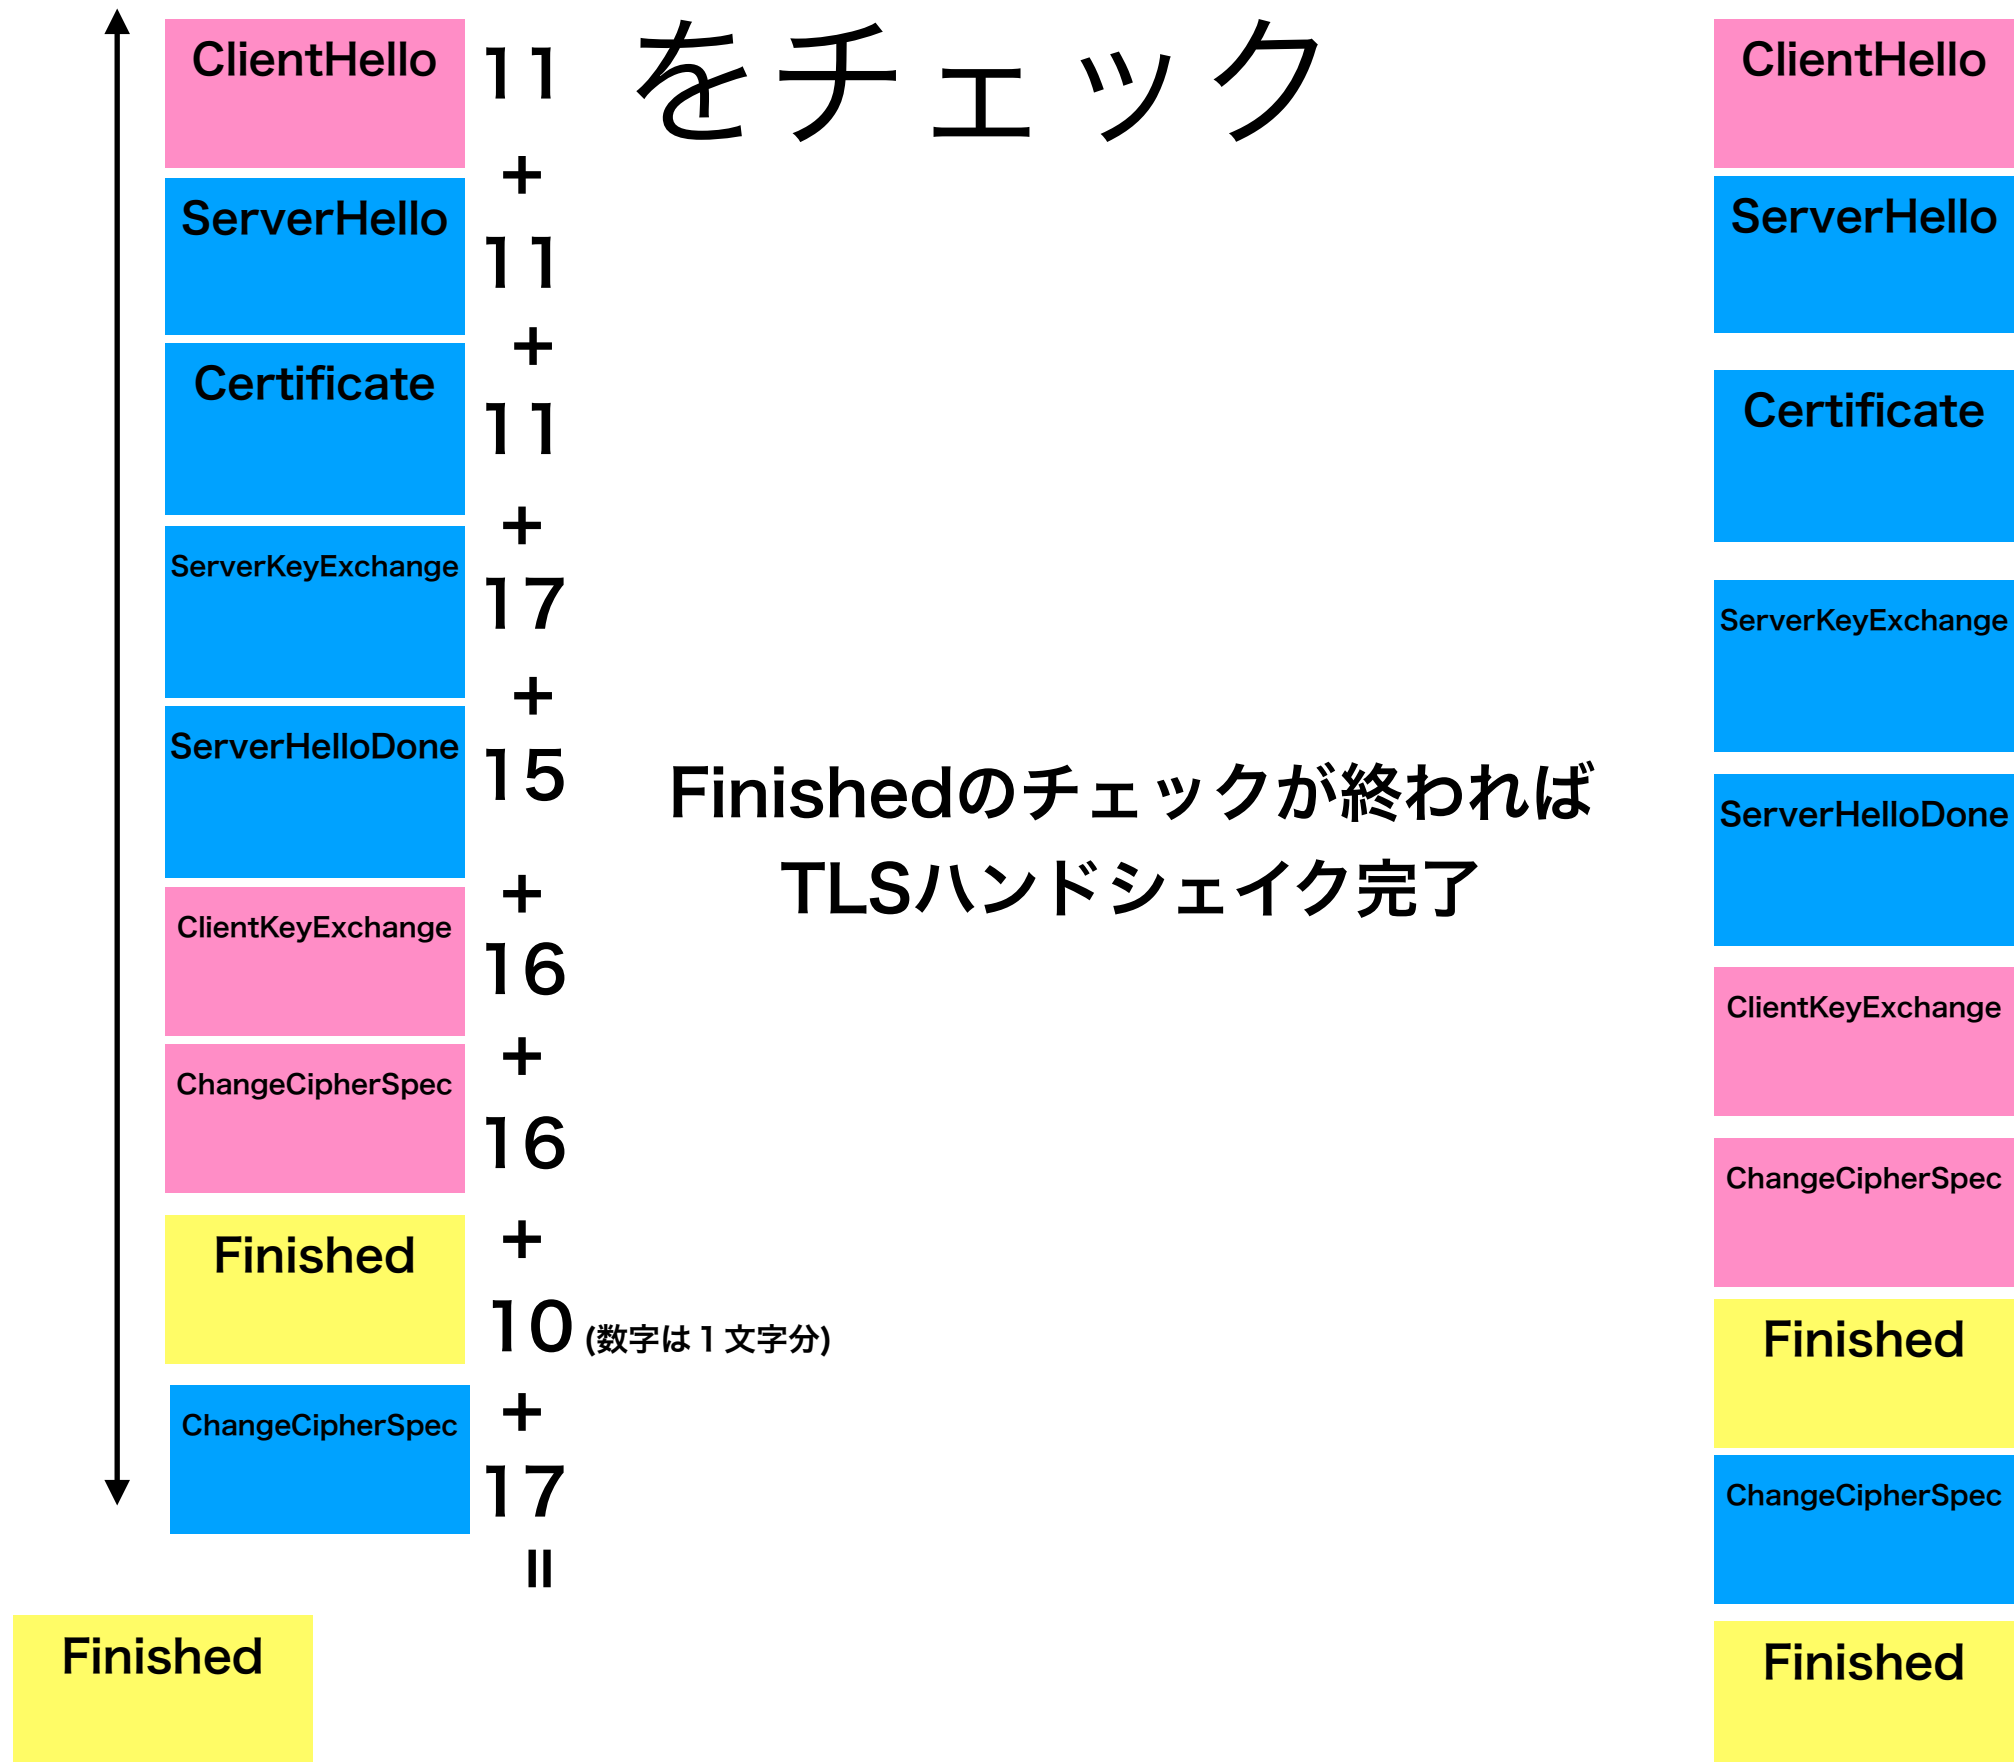 ClientHello
11
をチェック
+
ServerHello
11
+
Certificate
11
+
ServerKeyExchange
17
+
ServerHelloDone
15
+
ClientKeyExchange
16
+
ChangeCipherSpec
16
+
Finished
10 (数字は1文字分)
+
ChangeCipherSpec
17
=
Finished
Finishedのチェックが終われば
TLSハンドシェイク完了
ClientHello
ServerHello
Certificate
ServerKeyExchange
ServerHelloDone
ClientKeyExchange
ChangeCipherSpec
Finished
ChangeCipherSpec
Finished